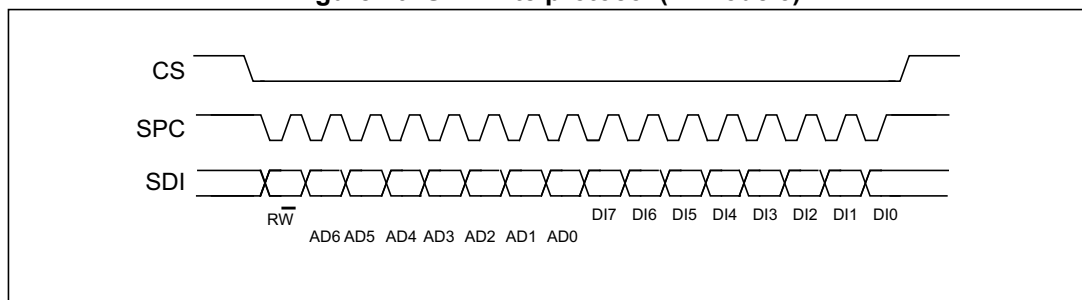 CS
SPC
SDI
RW̅
DI7 DI6 DI5 DI4 DI3 DI2 DI1 DI0
AD6 AD5 AD4 AD3 AD2 AD1 AD0